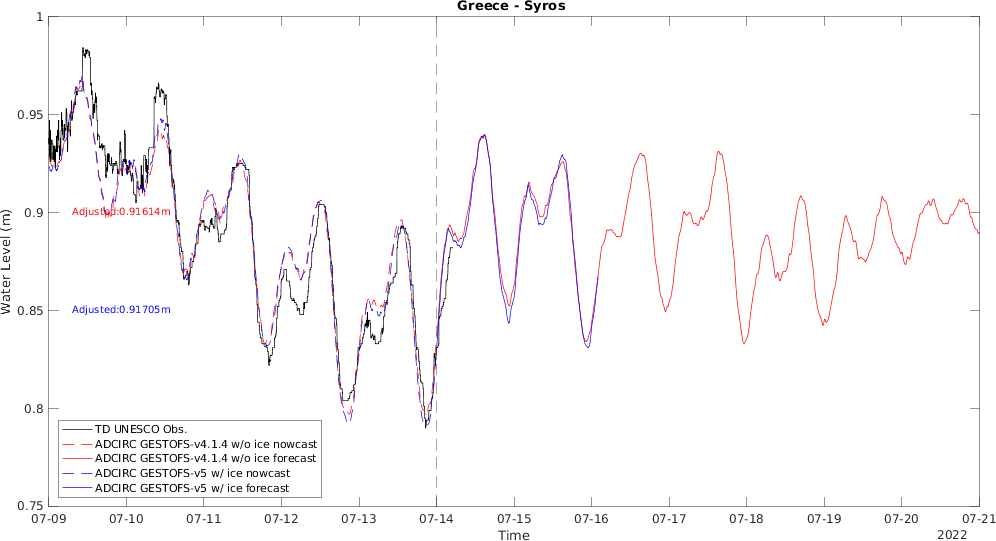 Greece - Syros
1
0.95
0.9
0.85
0.8
0.75
Water Level (m)
Adjusted:0.91614m
Adjusted:0.91705m
TD UNESCO Obs.
ADCIRC GESTOFS-v4.1.4 w/o ice nowcast
ADCIRC GESTOFS-v4.1.4 w/o ice forecast
ADCIRC GESTOFS-v5 w/ ice nowcast
ADCIRC GESTOFS-v5 w/ ice forecast
07-09 07-10 07-11 07-12 07-13 07-14 07-15 07-16 07-17 07-18 07-19 07-20 07-21
Time
2022